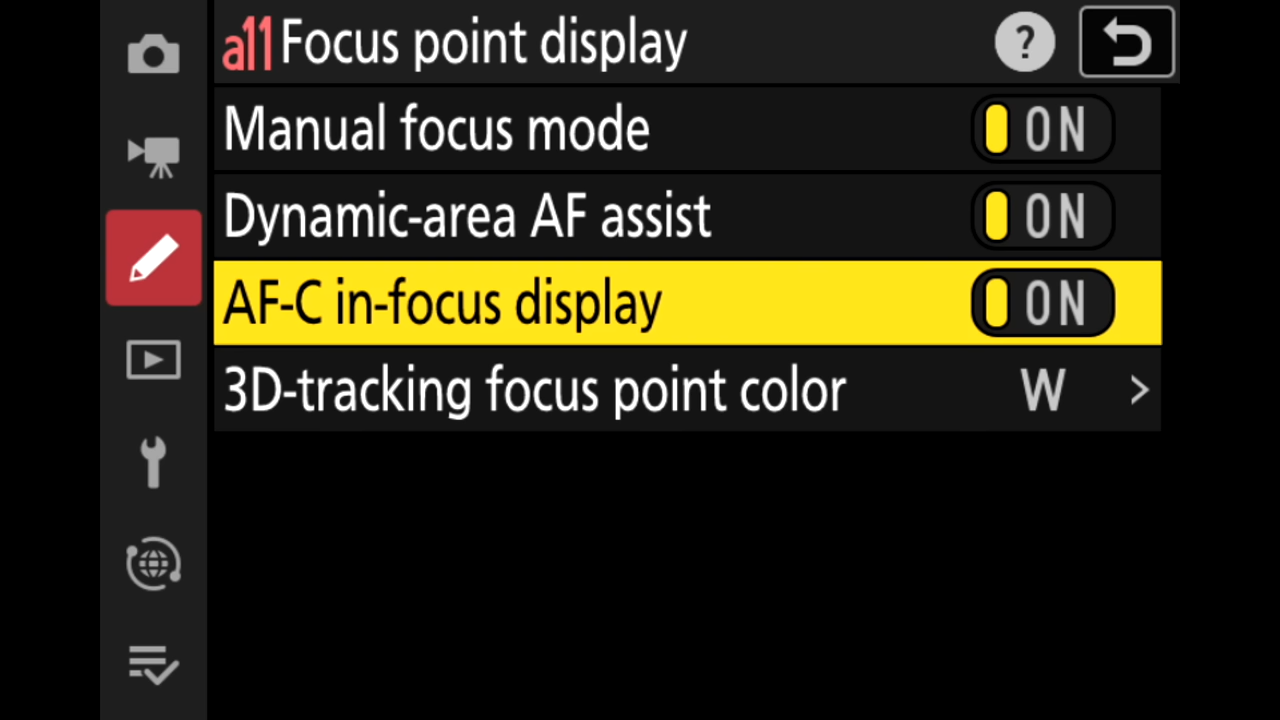 a11 Focus point display ?
Manual focus mode ON
Dynamic-area AF assist ON
AF-C in-focus display ON
3D-tracking focus point color W >